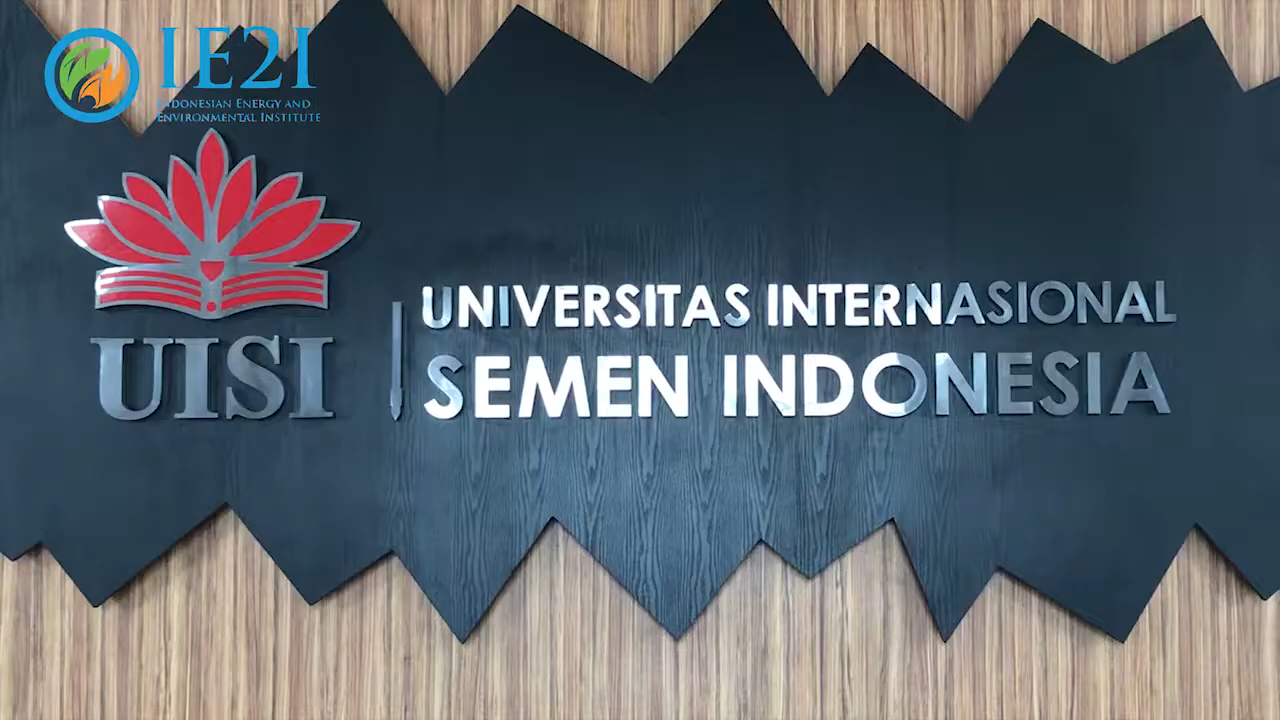 IE2I
INDONESIAN ENERGY AND
ENVIRONMENTAL INSTITUTE
UISI
UNIVERSITAS INTERNASIONAL
SEMEN INDONESIA